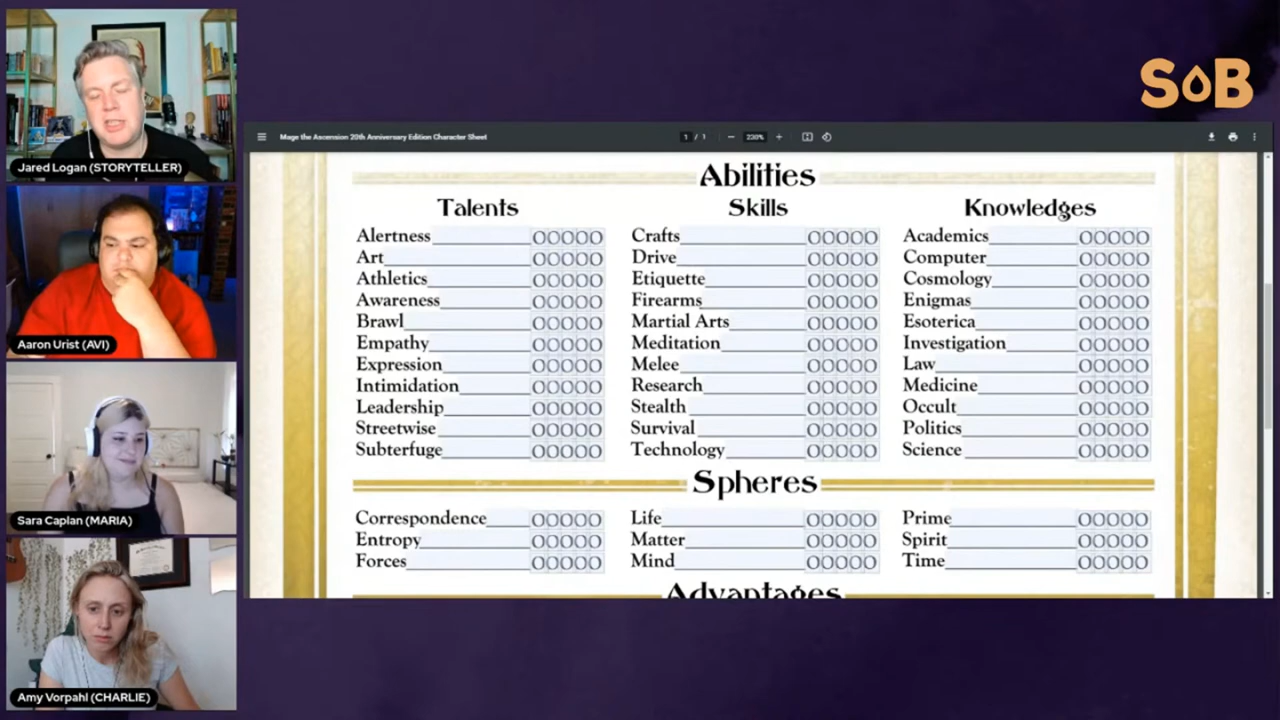 Jared Logan (STORYTELLER)
Aaron Urist (AVI)
Sara Caplan (MARIA)
Amy Vorpahl (CHARLIE)
SOB
Mage the Ascension 20th Anniversary Edition Character Sheet
1 / 1
230%
Abilities
Talents
Alertness
Art
Athletics
Awareness
Brawl
Empathy
Expression
Intimidation
Leadership
Streetwise
Subterfuge
Skills
Crafts
Drive
Etiquette
Firearms
Martial Arts
Meditation
Melee
Research
Stealth
Survival
Technology
Knowledges
Academics
Computer
Cosmology
Enigmas
Esoterica
Investigation
Law
Medicine
Occult
Politics
Science
Spheres
Correspondence
Entropy
Forces
Life
Matter
Mind
Prime
Spirit
Time
Advantages